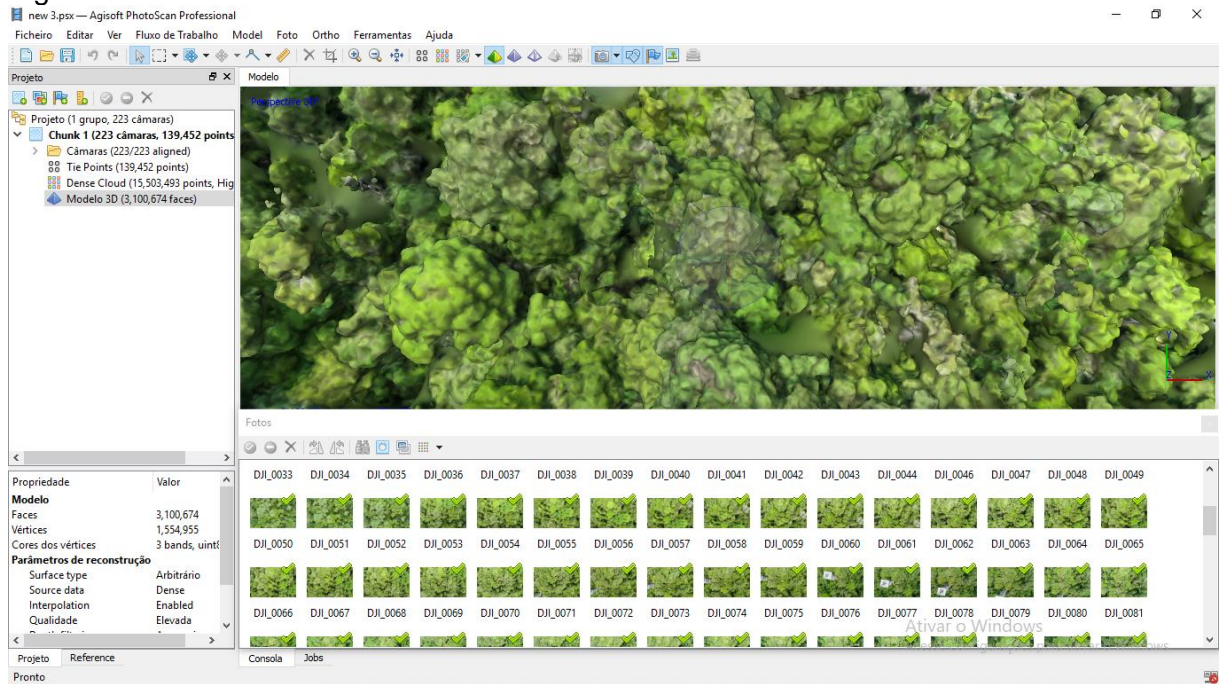 new 3.psx — Agisoft PhotoScan Professional
Ficheiro Editar Ver Fluxo de Trabalho Model Foto Ortho Ferramentas Ajuda
Projeto
Modelo
Perspective 30°
Projeto (1 grupo, 223 câmaras)
Chunk 1 (223 câmaras, 139,452 points
Câmaras (223/223 aligned)
Tie Points (139,452 points)
Dense Cloud (15,503,493 points, Hig
Modelo 3D (3,100,674 faces)
Y
Z X
Fotos
DJI_0033 DJI_0034 DJI_0035 DJI_0036 DJI_0037 DJI_0038 DJI_0039 DJI_0040 DJI_0041 DJI_0042 DJI_0043 DJI_0044 DJI_0046 DJI_0047 DJI_0048 DJI_0049
DJI_0050 DJI_0051 DJI_0052 DJI_0053 DJI_0054 DJI_0055 DJI_0056 DJI_0057 DJI_0058 DJI_0059 DJI_0060 DJI_0061 DJI_0062 DJI_0063 DJI_0064 DJI_0065
DJI_0066 DJI_0067 DJI_0068 DJI_0069 DJI_0070 DJI_0071 DJI_0072 DJI_0073 DJI_0074 DJI_0075 DJI_0076 DJI_0077 DJI_0078 DJI_0079 DJI_0080 DJI_0081
Propriedade Valor
Modelo
Faces 3,100,674
Vértices 1,554,955
Cores dos vértices 3 bands, uint8
Parâmetros de reconstrução
Surface type Arbitrário
Source data Dense
Interpolation Enabled
Qualidade Elevada
Ativar o Windows
Projeto Reference
Consola Jobs
Pronto